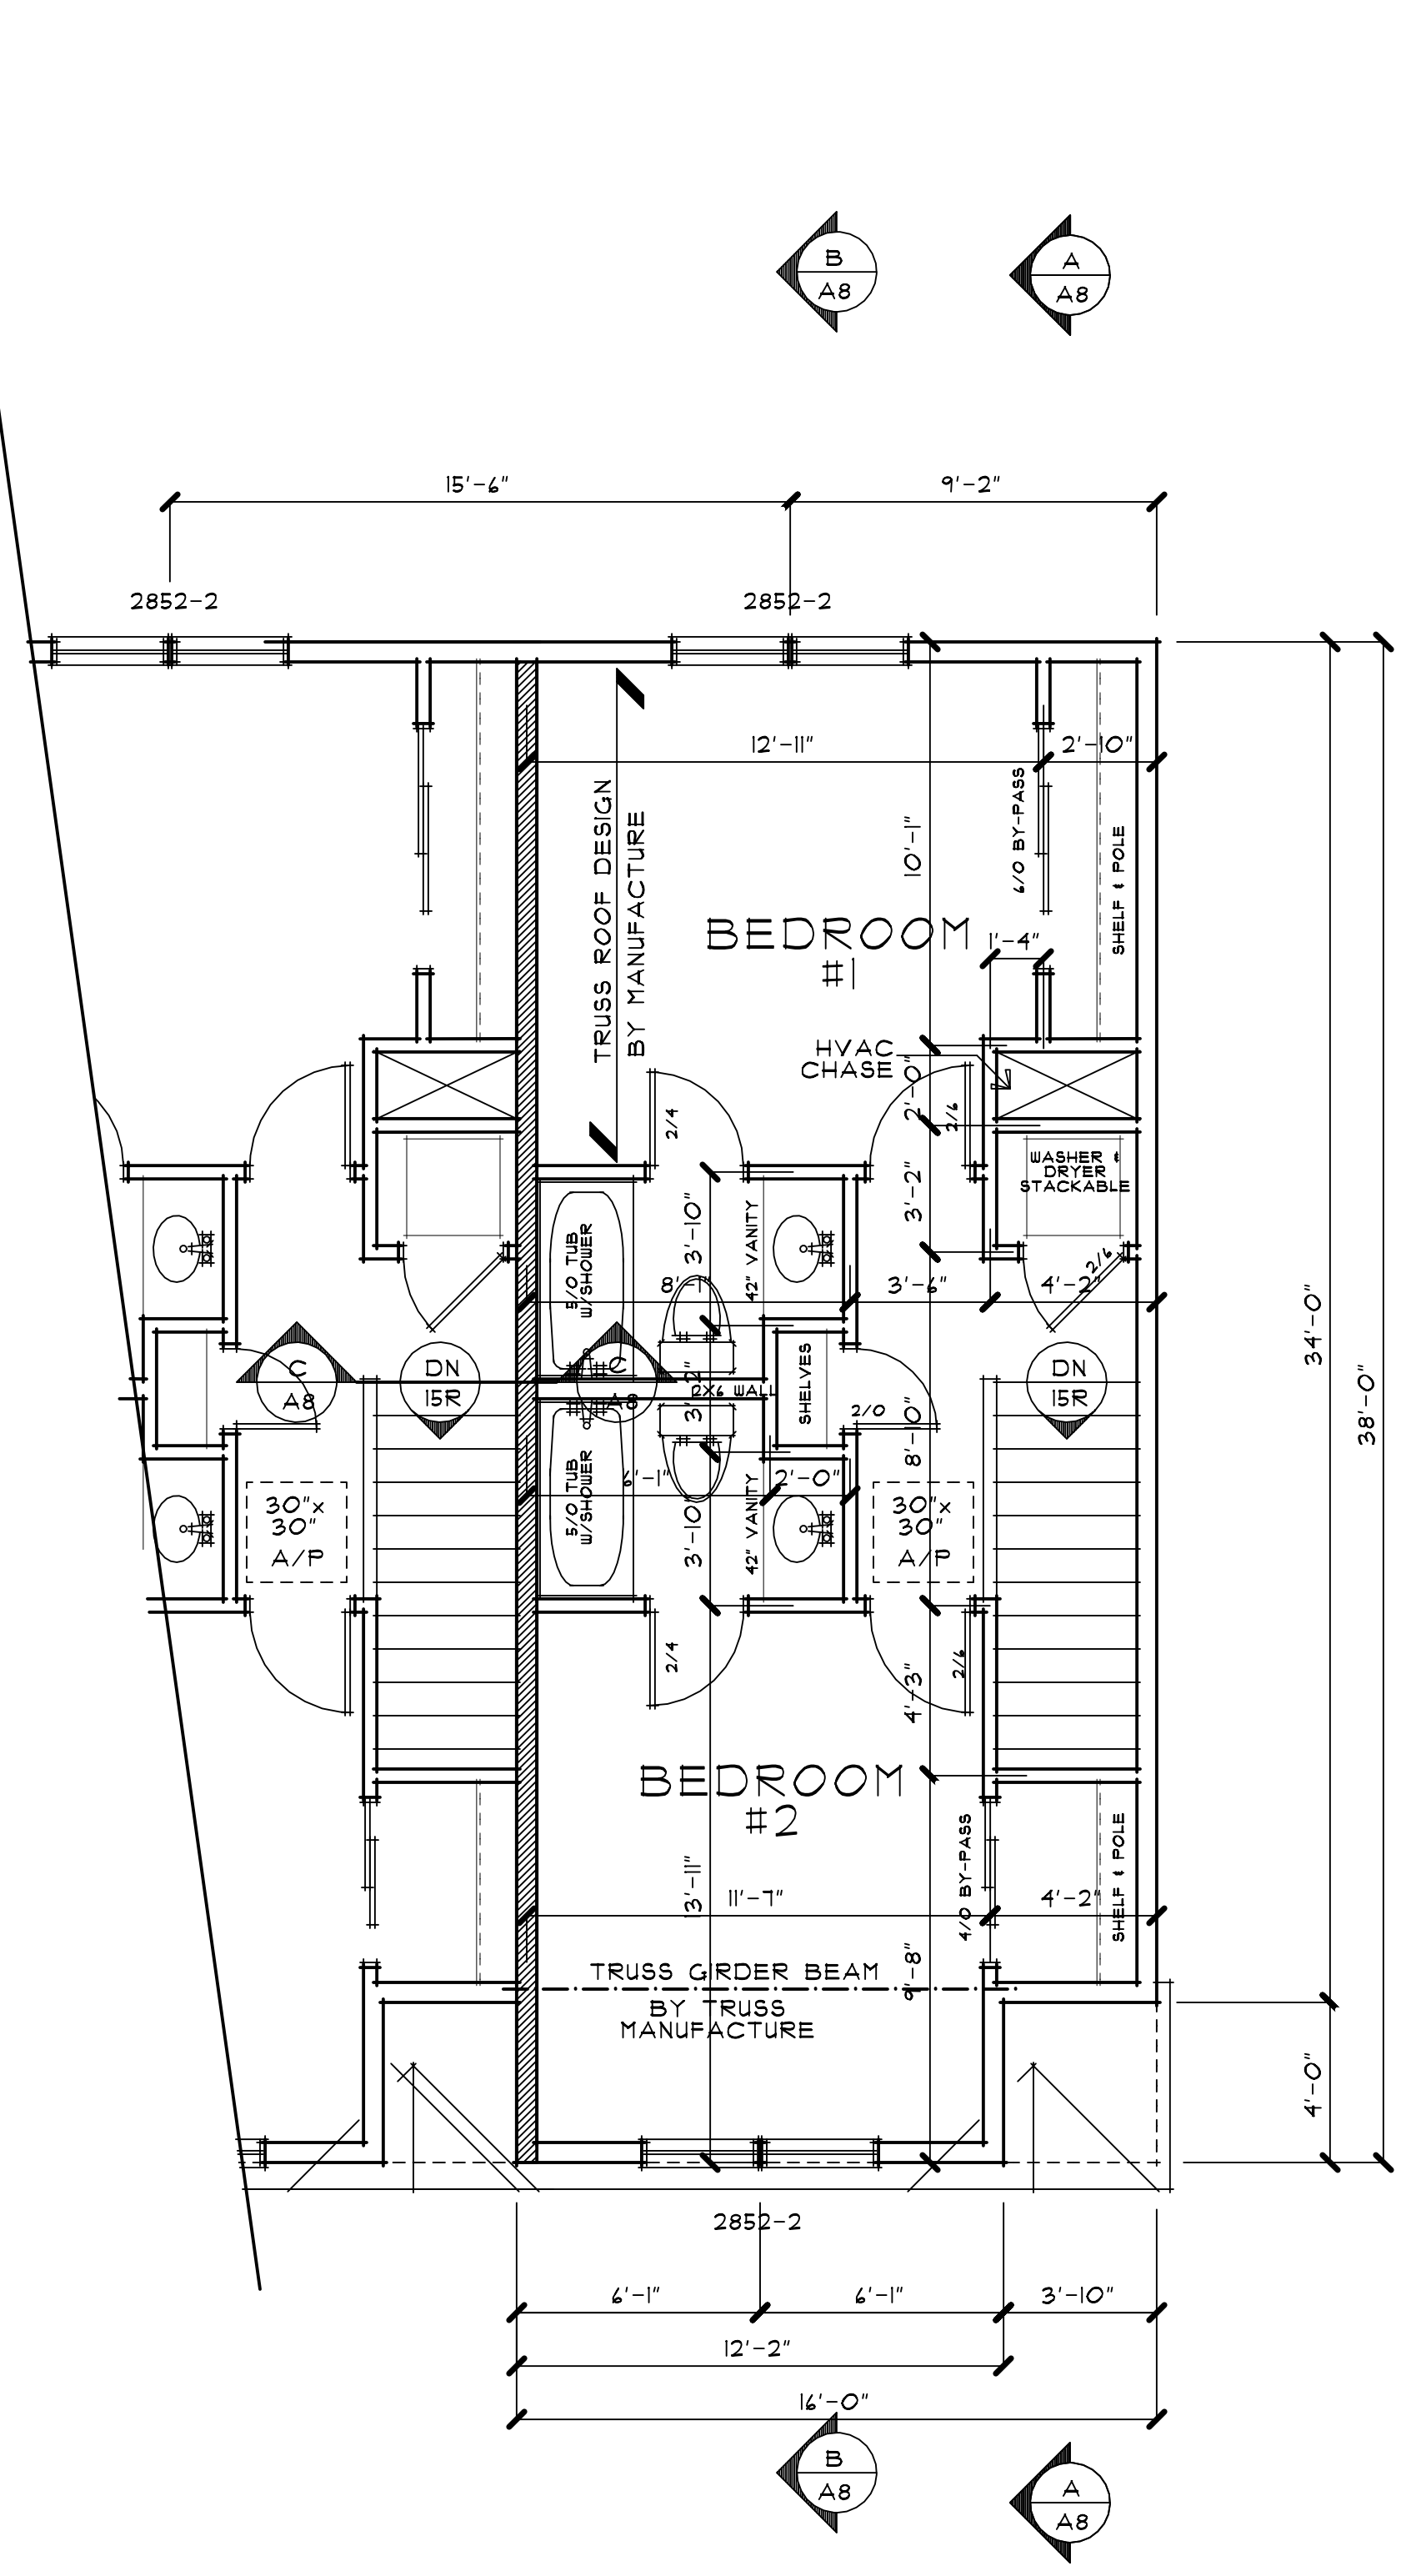 B
A8
A
A8
15'-6"
9'-2"
2852-2
2852-2
12'-11"
2'-10"
6/0 BY-PASS
10'-1"
SHELF & POLE
TRUSS ROOF DESIGN
BY MANUFACTURE
BEDROOM
#1
1'-4"
HVAC
CHASE
2'-0"
2/4
2/6
WASHER &
DRYER
STACKABLE
3'-2"
3'-10"
42" VANITY
5/0 TUB
W/SHOWER
8'-1"
3'-6"
4'-2"
2/6
34'-0"
38'-0"
C
A8
DN
15R
C
A8
3'-2"
2X6 WALL
SHELVES
DN
15R
2/0
8'-10"
6'-1"
2'-0"
5/0 TUB
W/SHOWER
3'-10"
42" VANITY
30"x
30"
A/P
30"x
30"
A/P
2/4
2/6
4'-3"
BEDROOM
#2
13'-11"
11'-7"
4/0 BY-PASS
4'-2"
SHELF & POLE
9'-8"
TRUSS GIRDER BEAM
BY TRUSS
MANUFACTURE
4'-0"
2852-2
6'-1"
6'-1"
3'-10"
12'-2"
16'-0"
B
A8
A
A8